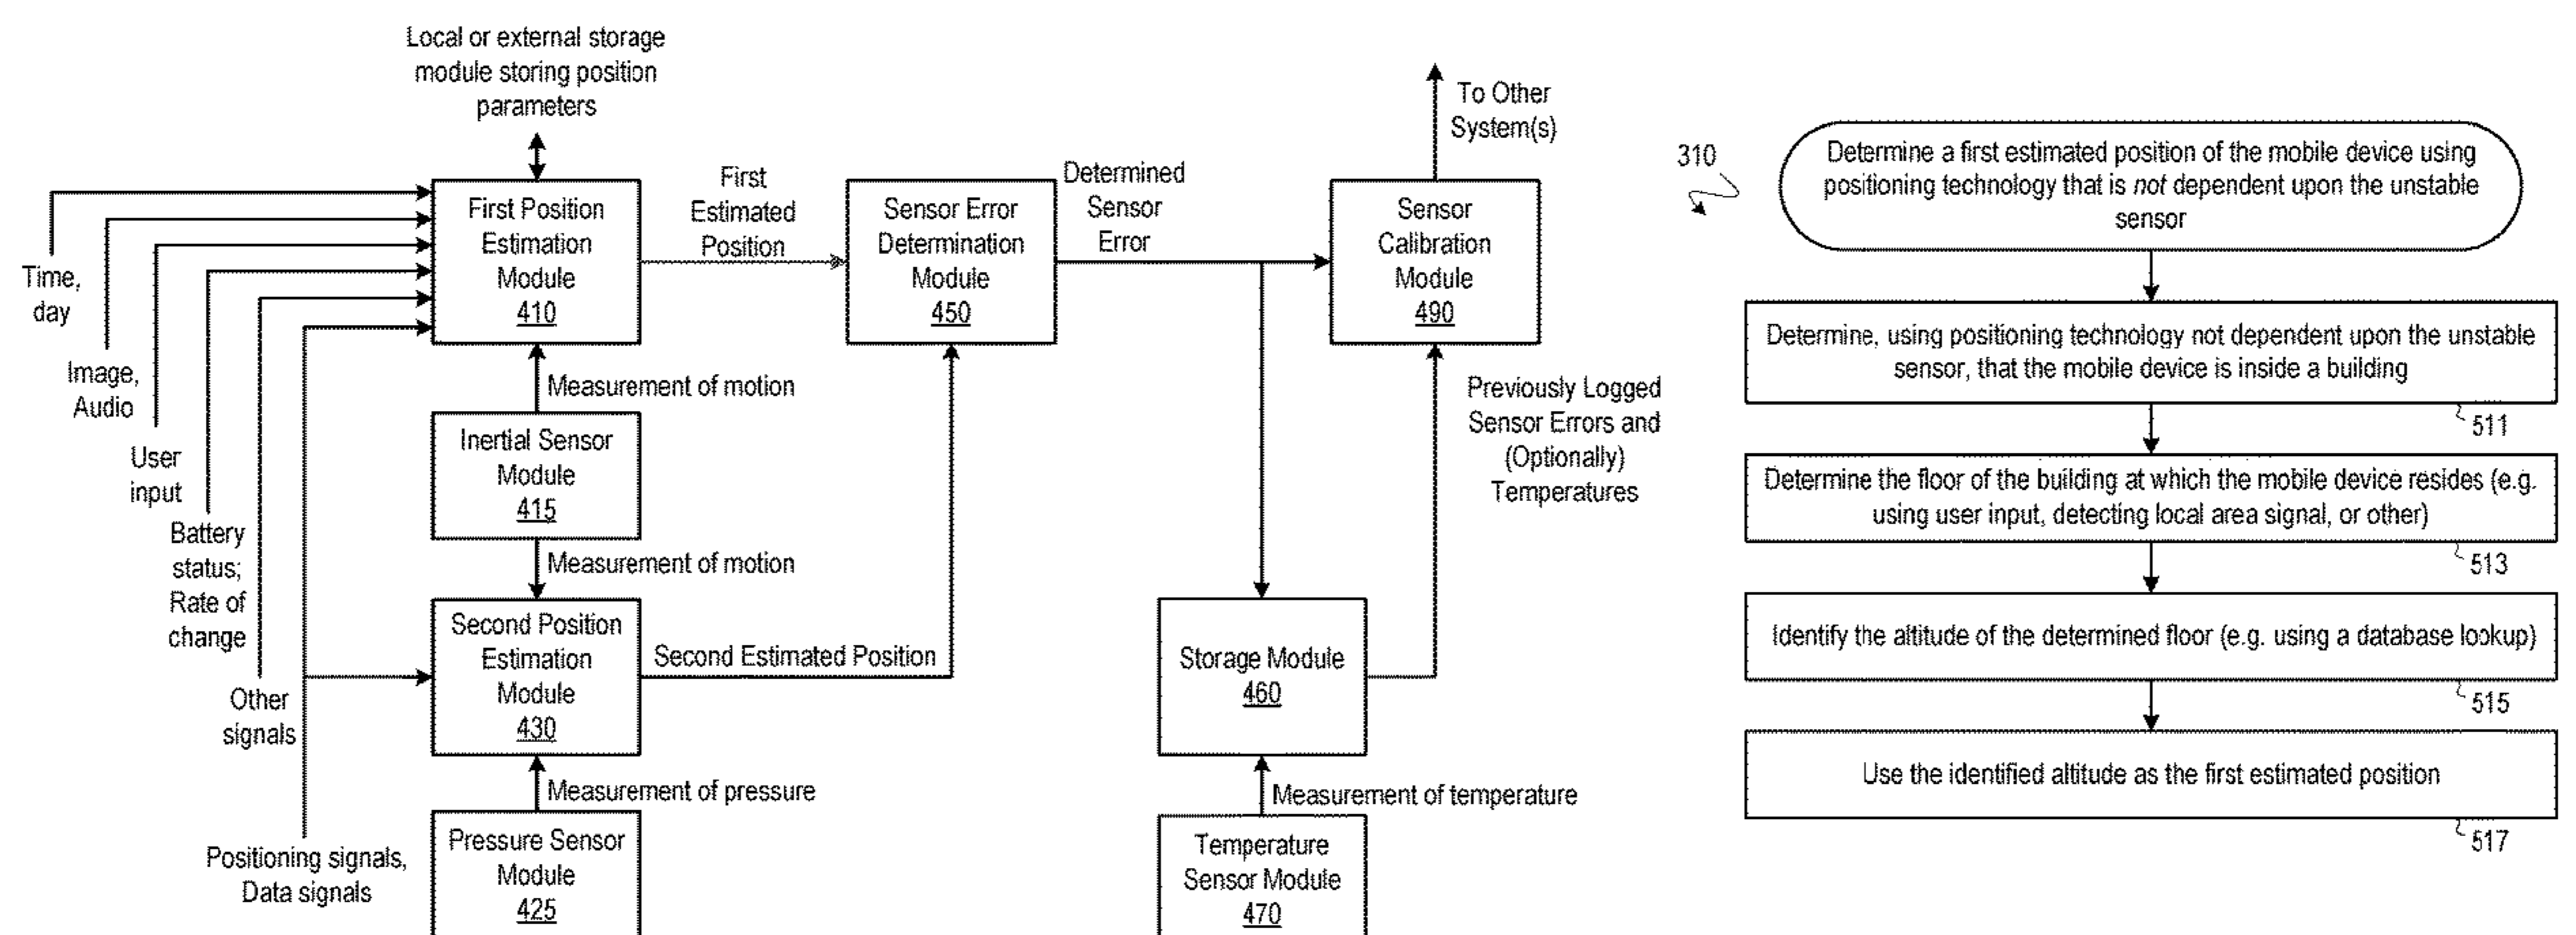 Local or external storage
module storing position
parameters
Time,
day
Image,
Audio
User
input
Battery
status;
Rate of
change
Other
signals
Positioning signals,
Data signals
First Position
Estimation
Module
410
Measurement of motion
Inertial Sensor
Module
415
Measurement of motion
Second Position
Estimation
Module
430
Measurement of pressure
Pressure Sensor
Module
425
First
Estimated
Position
Second Estimated Position
Sensor Error
Determination
Module
450
Determined
Sensor
Error
To Other
System(s)
Sensor
Calibration
Module
490
Previously Logged
Sensor Errors and
(Optionally)
Temperatures
Storage Module
460
Measurement of temperature
Temperature
Sensor Module
470
310
Determine a first estimated position of the mobile device using
positioning technology that is not dependent upon the unstable
sensor
Determine, using positioning technology not dependent upon the unstable
sensor, that the mobile device is inside a building
511
Determine the floor of the building at which the mobile device resides (e.g.
using user input, detecting local area signal, or other)
513
Identify the altitude of the determined floor (e.g. using a database lookup)
515
Use the identified altitude as the first estimated position
517